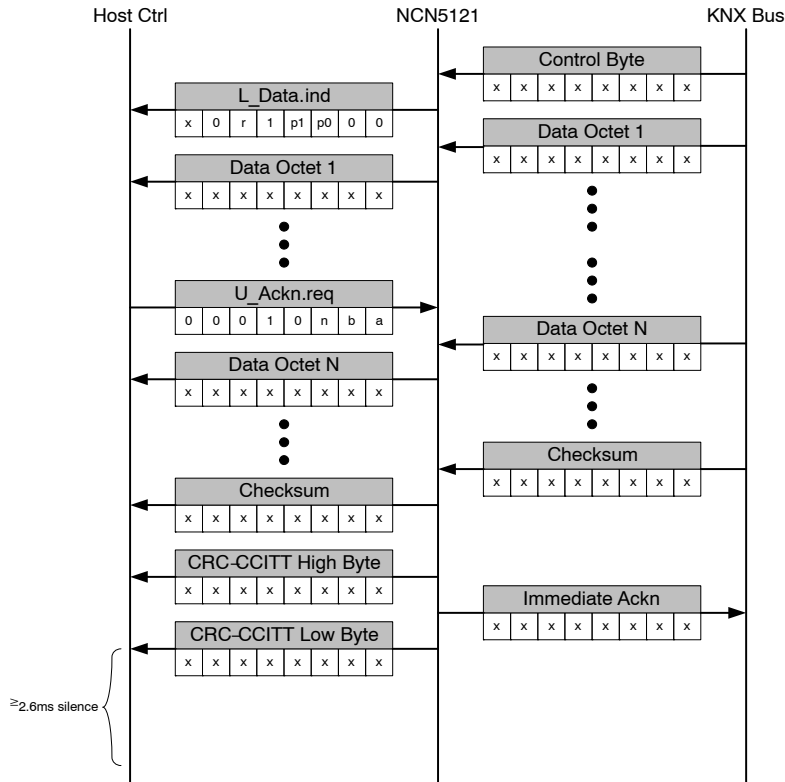 Host Ctrl NCN5121 KNX Bus
Control Byte
x x x x x x x x
L_Data.ind
x 0 r 1 p1 p0 0 0
Data Octet 1
x x x x x x x x
Data Octet 1
x x x x x x x x
U_Ackn.req
0 0 0 1 0 n b a
Data Octet N
x x x x x x x x
Data Octet N
x x x x x x x x
Checksum
x x x x x x x x
Checksum
x x x x x x x x
CRC-CCITT High Byte
x x x x x x x x
Immediate Ackn
x x x x x x x x
CRC-CCITT Low Byte
x x x x x x x x
≥2.6ms silence